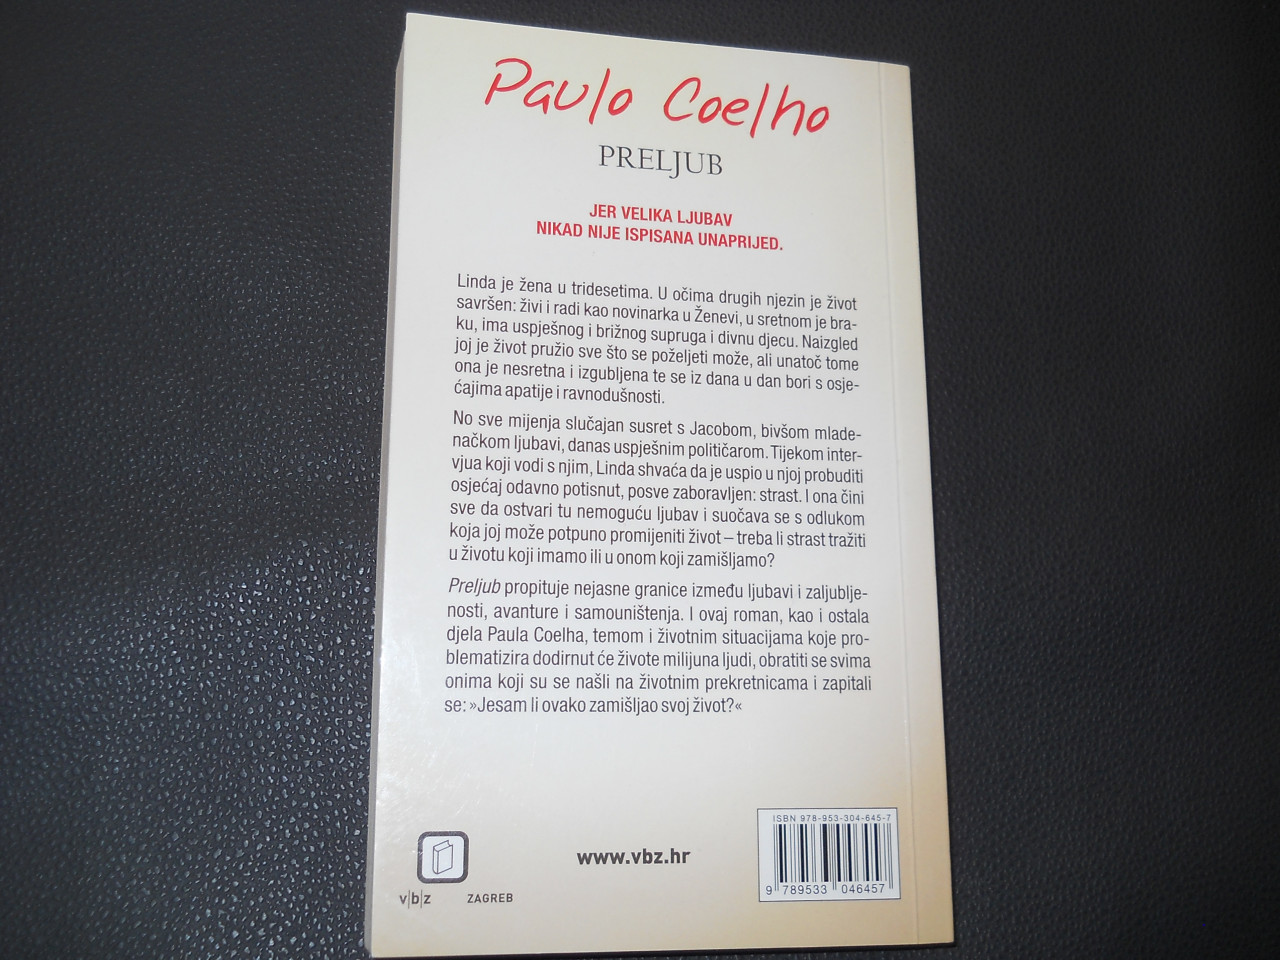 Paulo Coelho
PRELJUB
JER VELIKA LJUBAV
NIKAD NIJE ISPISANA UNAPRIJED.
Linda je žena u tridesetima. U očima drugih njezin je život
savršen: živi i radi kao novinarka u Ženevi, u sretnom je bra-
ku, ima uspješnog i brižnog supruga i divnu djecu. Naizgled
joj je život pružio sve što se poželjeti može, ali unatoč tome
ona je nesretna i izgubljena te se iz dana u dan bori s osje-
ćajima apatije i ravnodušnosti.
No sve mijenja slučajan susret s Jacobom, bivšom mlade-
načkom ljubavi, danas uspješnim političarom. Tijekom inter-
vjua koji vodi s njim, Linda shvaća da je uspio u njoj probuditi
osjećaj odavno potisnut, posve zaboravljen: strast. I ona čini
sve da ostvari tu nemoguću ljubav i suočava se s odlukom
koja joj može potpuno promijeniti život – treba li strast tražiti
u životu koji imamo ili u onom koji zamišljamo?
Preljub propituje nejasne granice između ljubavi i zaljublje-
nosti, avanture i samouništenja. I ovaj roman, kao i ostala
djela Paula Coelha, temom i životnim situacijama koje pro-
blematizira dodirnut će živote milijuna ljudi, obratiti se svima
onima koji su se našli na životnim prekretnicama i zapitali
se: »Jesam li ovako zamišljao svoj život?«
ISBN 978-953-304-645-7
9 789533 046457
www.vbz.hr
v|b|z ZAGREB